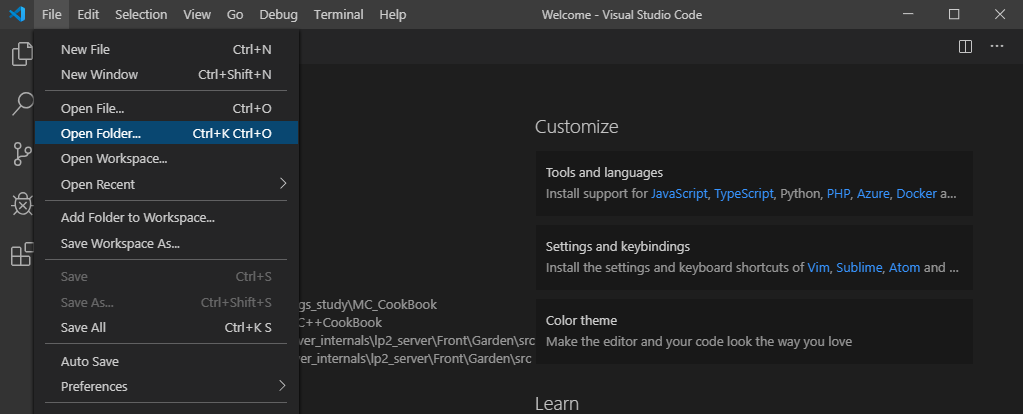 File Edit Selection View Go Debug Terminal Help Welcome - Visual Studio Code
New File Ctrl+N
New Window Ctrl+Shift+N
Open File... Ctrl+O
Open Folder... Ctrl+K Ctrl+O
Open Workspace...
Open Recent
Add Folder to Workspace...
Save Workspace As...
Save Ctrl+S
Save As... Ctrl+Shift+S
Save All Ctrl+K S
Auto Save
Preferences
gs_study\MC_CookBook
C++CookBook
ver_internals\lp2_server\Front\Garden\src
ver_internals\lp2_server\Front\Garden\src
Customize
Tools and languages
Install support for JavaScript, TypeScript, Python, PHP, Azure, Docker a...
Settings and keybindings
Install the settings and keyboard shortcuts of Vim, Sublime, Atom and ...
Color theme
Make the editor and your code look the way you love
Learn